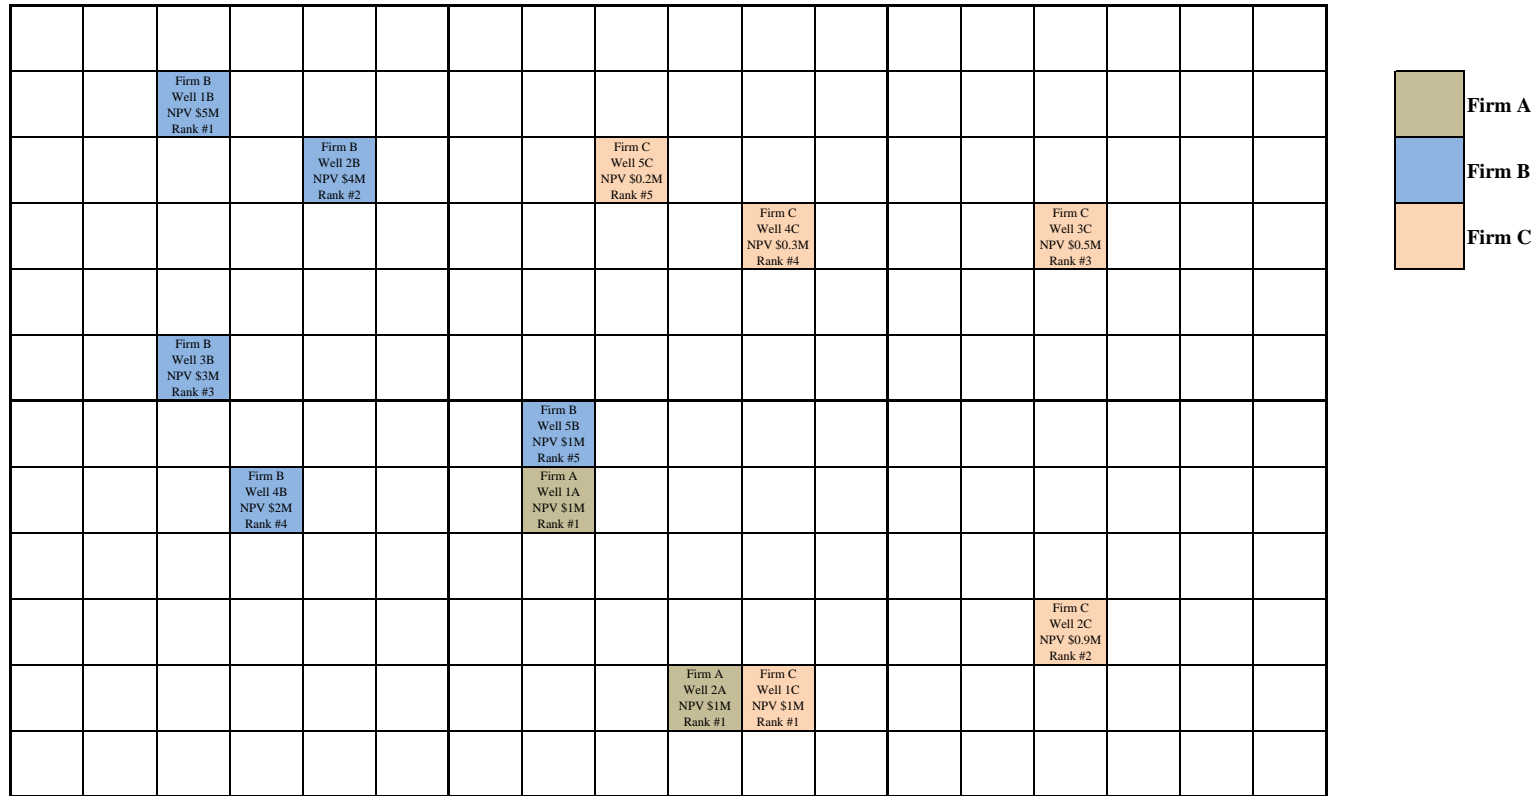 Firm B
Well 1B
NPV $5M
Rank #1
Firm A
Firm B
Well 2B
NPV $4M
Rank #2
Firm C
Well 5C
NPV $0.2M
Rank #5
Firm B
Firm C
Well 4C
NPV $0.3M
Rank #4
Firm C
Well 3C
NPV $0.5M
Rank #3
Firm C
Firm B
Well 3B
NPV $3M
Rank #3
Firm B
Well 5B
NPV $1M
Rank #5
Firm B
Well 4B
NPV $2M
Rank #4
Firm A
Well 1A
NPV $1M
Rank #1
Firm C
Well 2C
NPV $0.9M
Rank #2
Firm A
Well 2A
NPV $1M
Rank #1
Firm C
Well 1C
NPV $1M
Rank #1